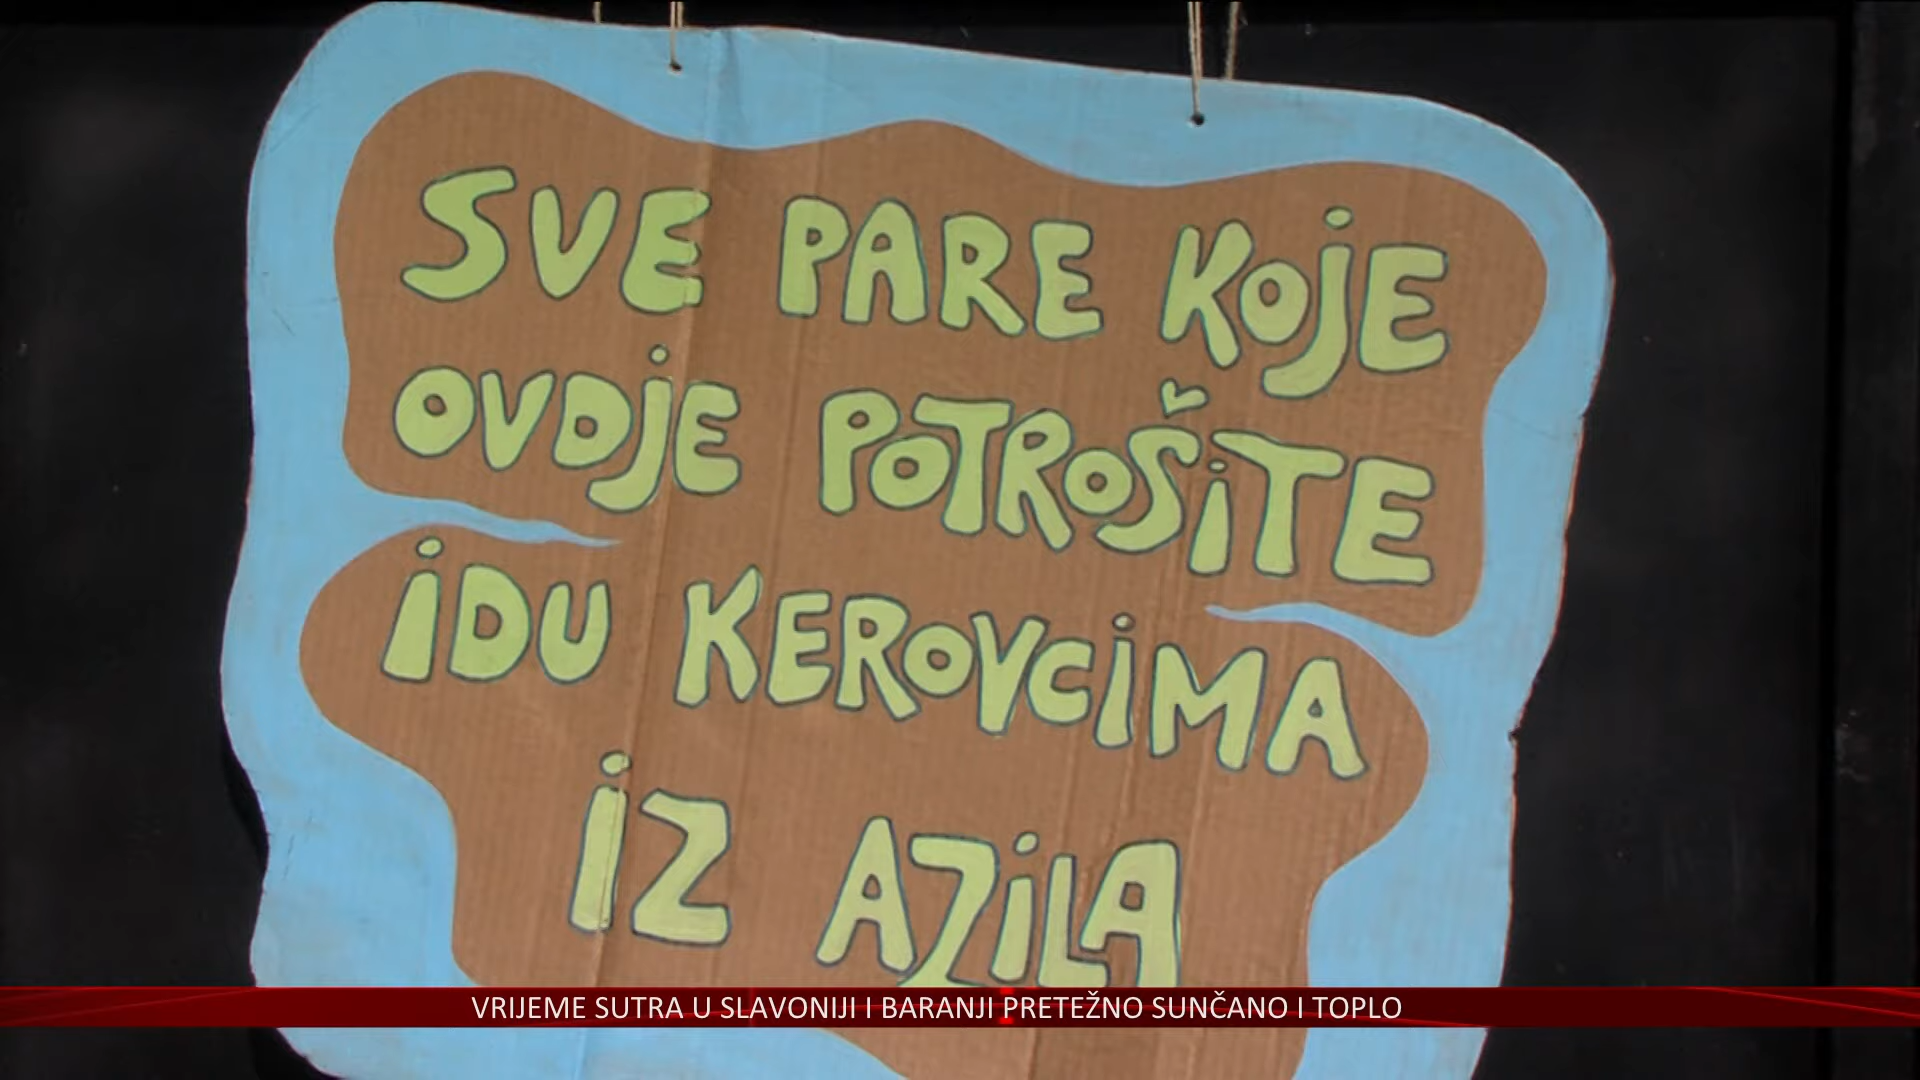 SVE PARE KOJE
OVDJE POTROŠITE
IDU KEROVCIMA
IZ AZILA
VRIJEME SUTRA U SLAVONIJI I BARANJI PRETEŽNO SUNČANO I TOPLO